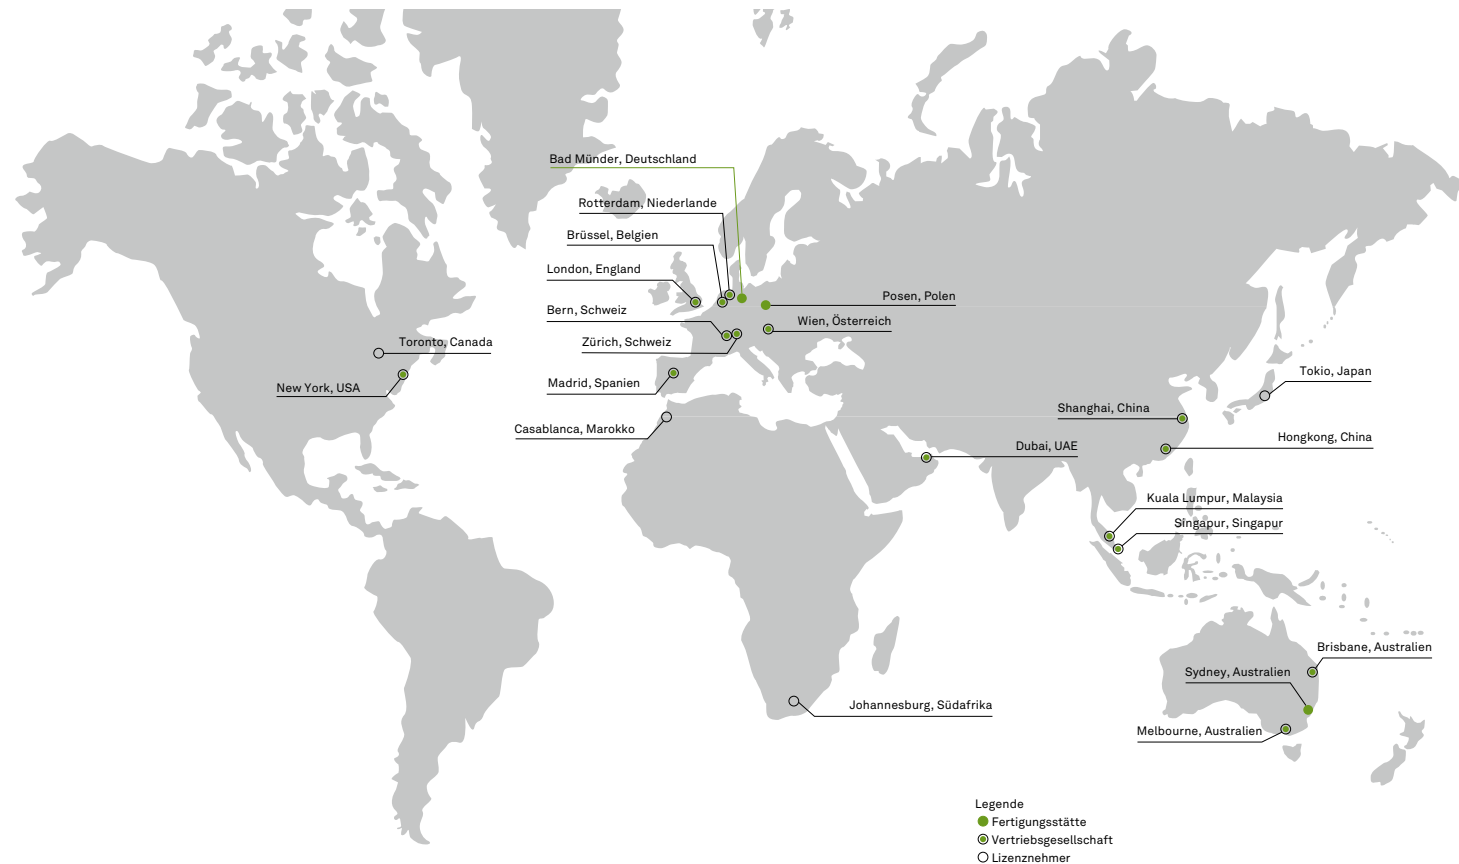 Bad Münder, Deutschland
Rotterdam, Niederlande
Brüssel, Belgien
London, England
Posen, Polen
Bern, Schweiz
Wien, Österreich
Toronto, Canada
Zürich, Schweiz
Tokio, Japan
New York, USA
Madrid, Spanien
Shanghai, China
Casablanca, Marokko
Hongkong, China
Dubai, UAE
Kuala Lumpur, Malaysia
Singapur, Singapur
Brisbane, Australien
Sydney, Australien
Johannesburg, Südafrika
Melbourne, Australien
Legende
Fertigungsstätte
Vertriebsgesellschaft
Lizenznehmer